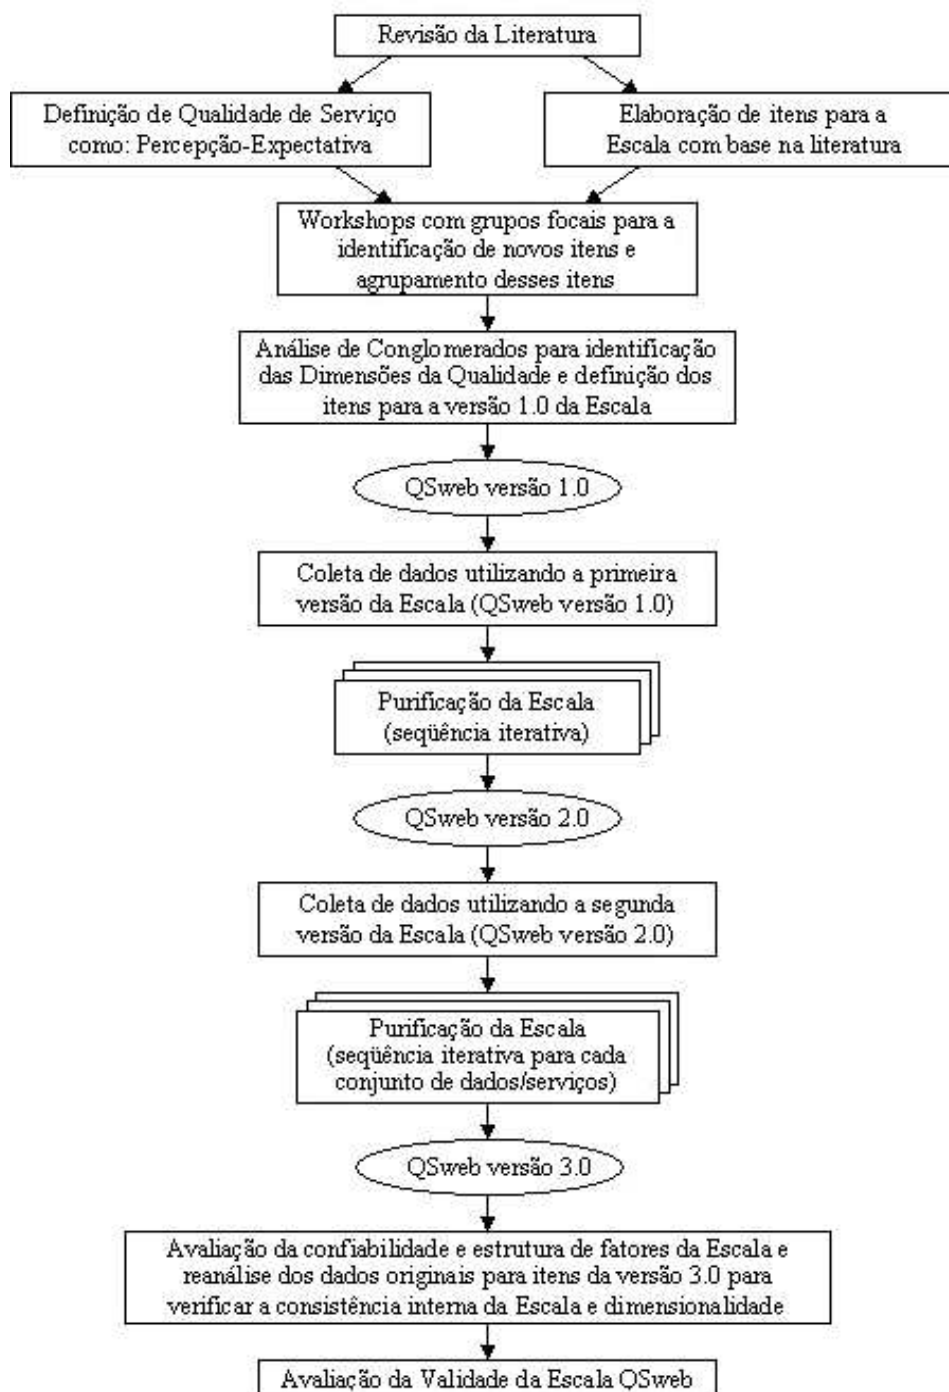 Revisão da Literatura
Definição de Qualidade de Serviço
como: Percepção-Expectativa
Elaboração de itens para a
Escala com base na literatura
Workshops com grupos focais para a
identificação de novos itens e
agrupamento desses itens
Análise de Conglomerados para identificação
das Dimensões da Qualidade e definição dos
itens para a versão 1.0 da Escala
QSweb versão 1.0
Coleta de dados utilizando a primeira
versão da Escala (QSweb versão 1.0)
Purificação da Escala
(seqüência iterativa)
QSweb versão 2.0
Coleta de dados utilizando a segunda
versão da Escala (QSweb versão 2.0)
Purificação da Escala
(seqüência iterativa para cada
conjunto de dados/serviços)
QSweb versão 3.0
Avaliação da confiabilidade e estrutura de fatores da Escala e
reanálise dos dados originais para itens da versão 3.0 para
verificar a consistência interna da Escala e dimensionalidade
Avaliação da Validade da Escala QSweb